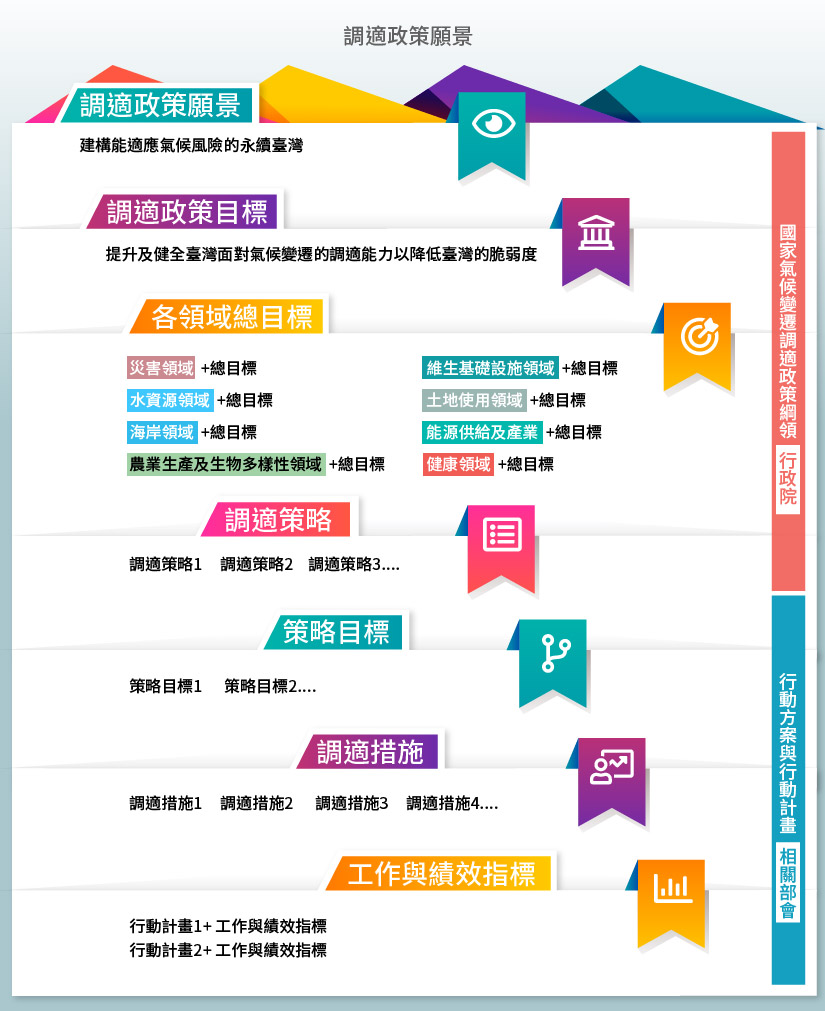 調適政策願景
調適政策願景
建構能適應氣候風險的永續臺灣
調適政策目標
提升及健全臺灣面對氣候變遷的調適能力以降低臺灣的脆弱度
各領域總目標
災害領域 +總目標
維生基礎設施領域 +總目標
水資源領域 +總目標
土地使用領域 +總目標
海岸領域 +總目標
能源供給及產業 +總目標
農業生產及生物多樣性領域 +總目標
健康領域 +總目標
調適策略
調適策略1 調適策略2 調適策略3....
策略目標
策略目標1 策略目標2....
調適措施
調適措施1 調適措施2 調適措施3 調適措施4....
工作與績效指標
行動計畫1+ 工作與績效指標
行動計畫2+ 工作與績效指標
國家氣候變遷調適政策綱領 行政院
行動方案與行動計畫 相關部會